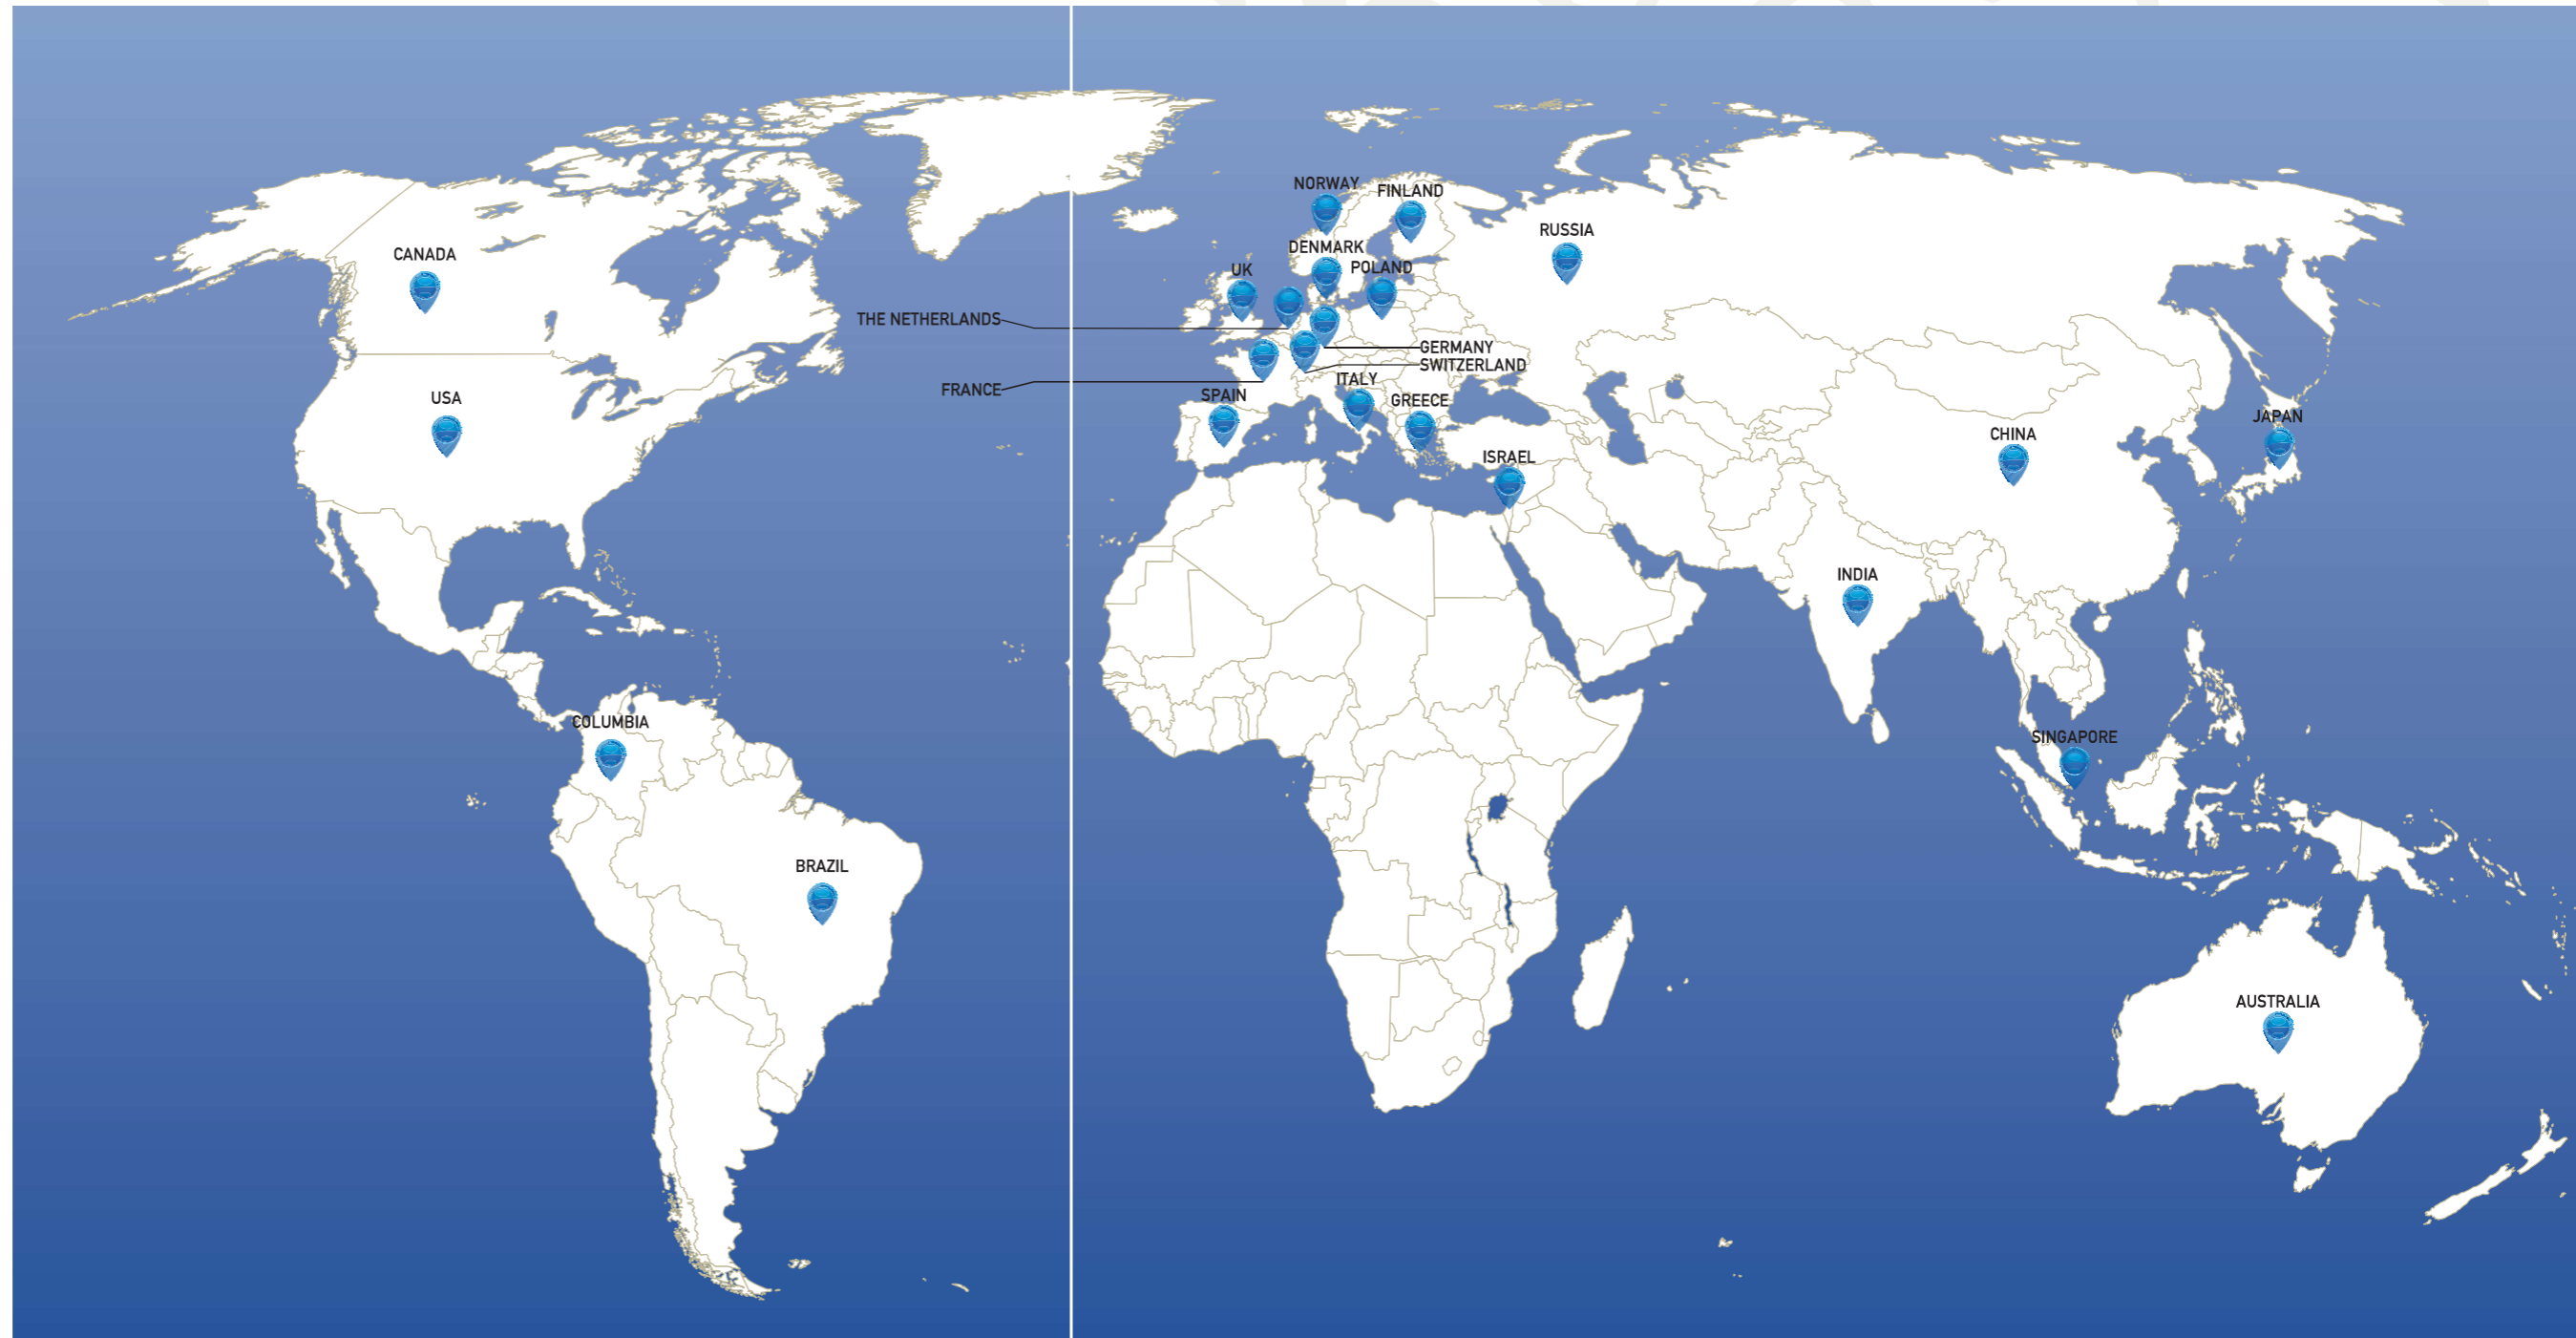 NORWAY
FINLAND
RUSSIA
DENMARK
CANADA
UK
POLAND
THE NETHERLANDS
GERMANY
SWITZERLAND
ITALY
FRANCE
SPAIN
USA
GREECE
JAPAN
CHINA
ISRAEL
INDIA
COLUMBIA
SINGAPORE
BRAZIL
AUSTRALIA